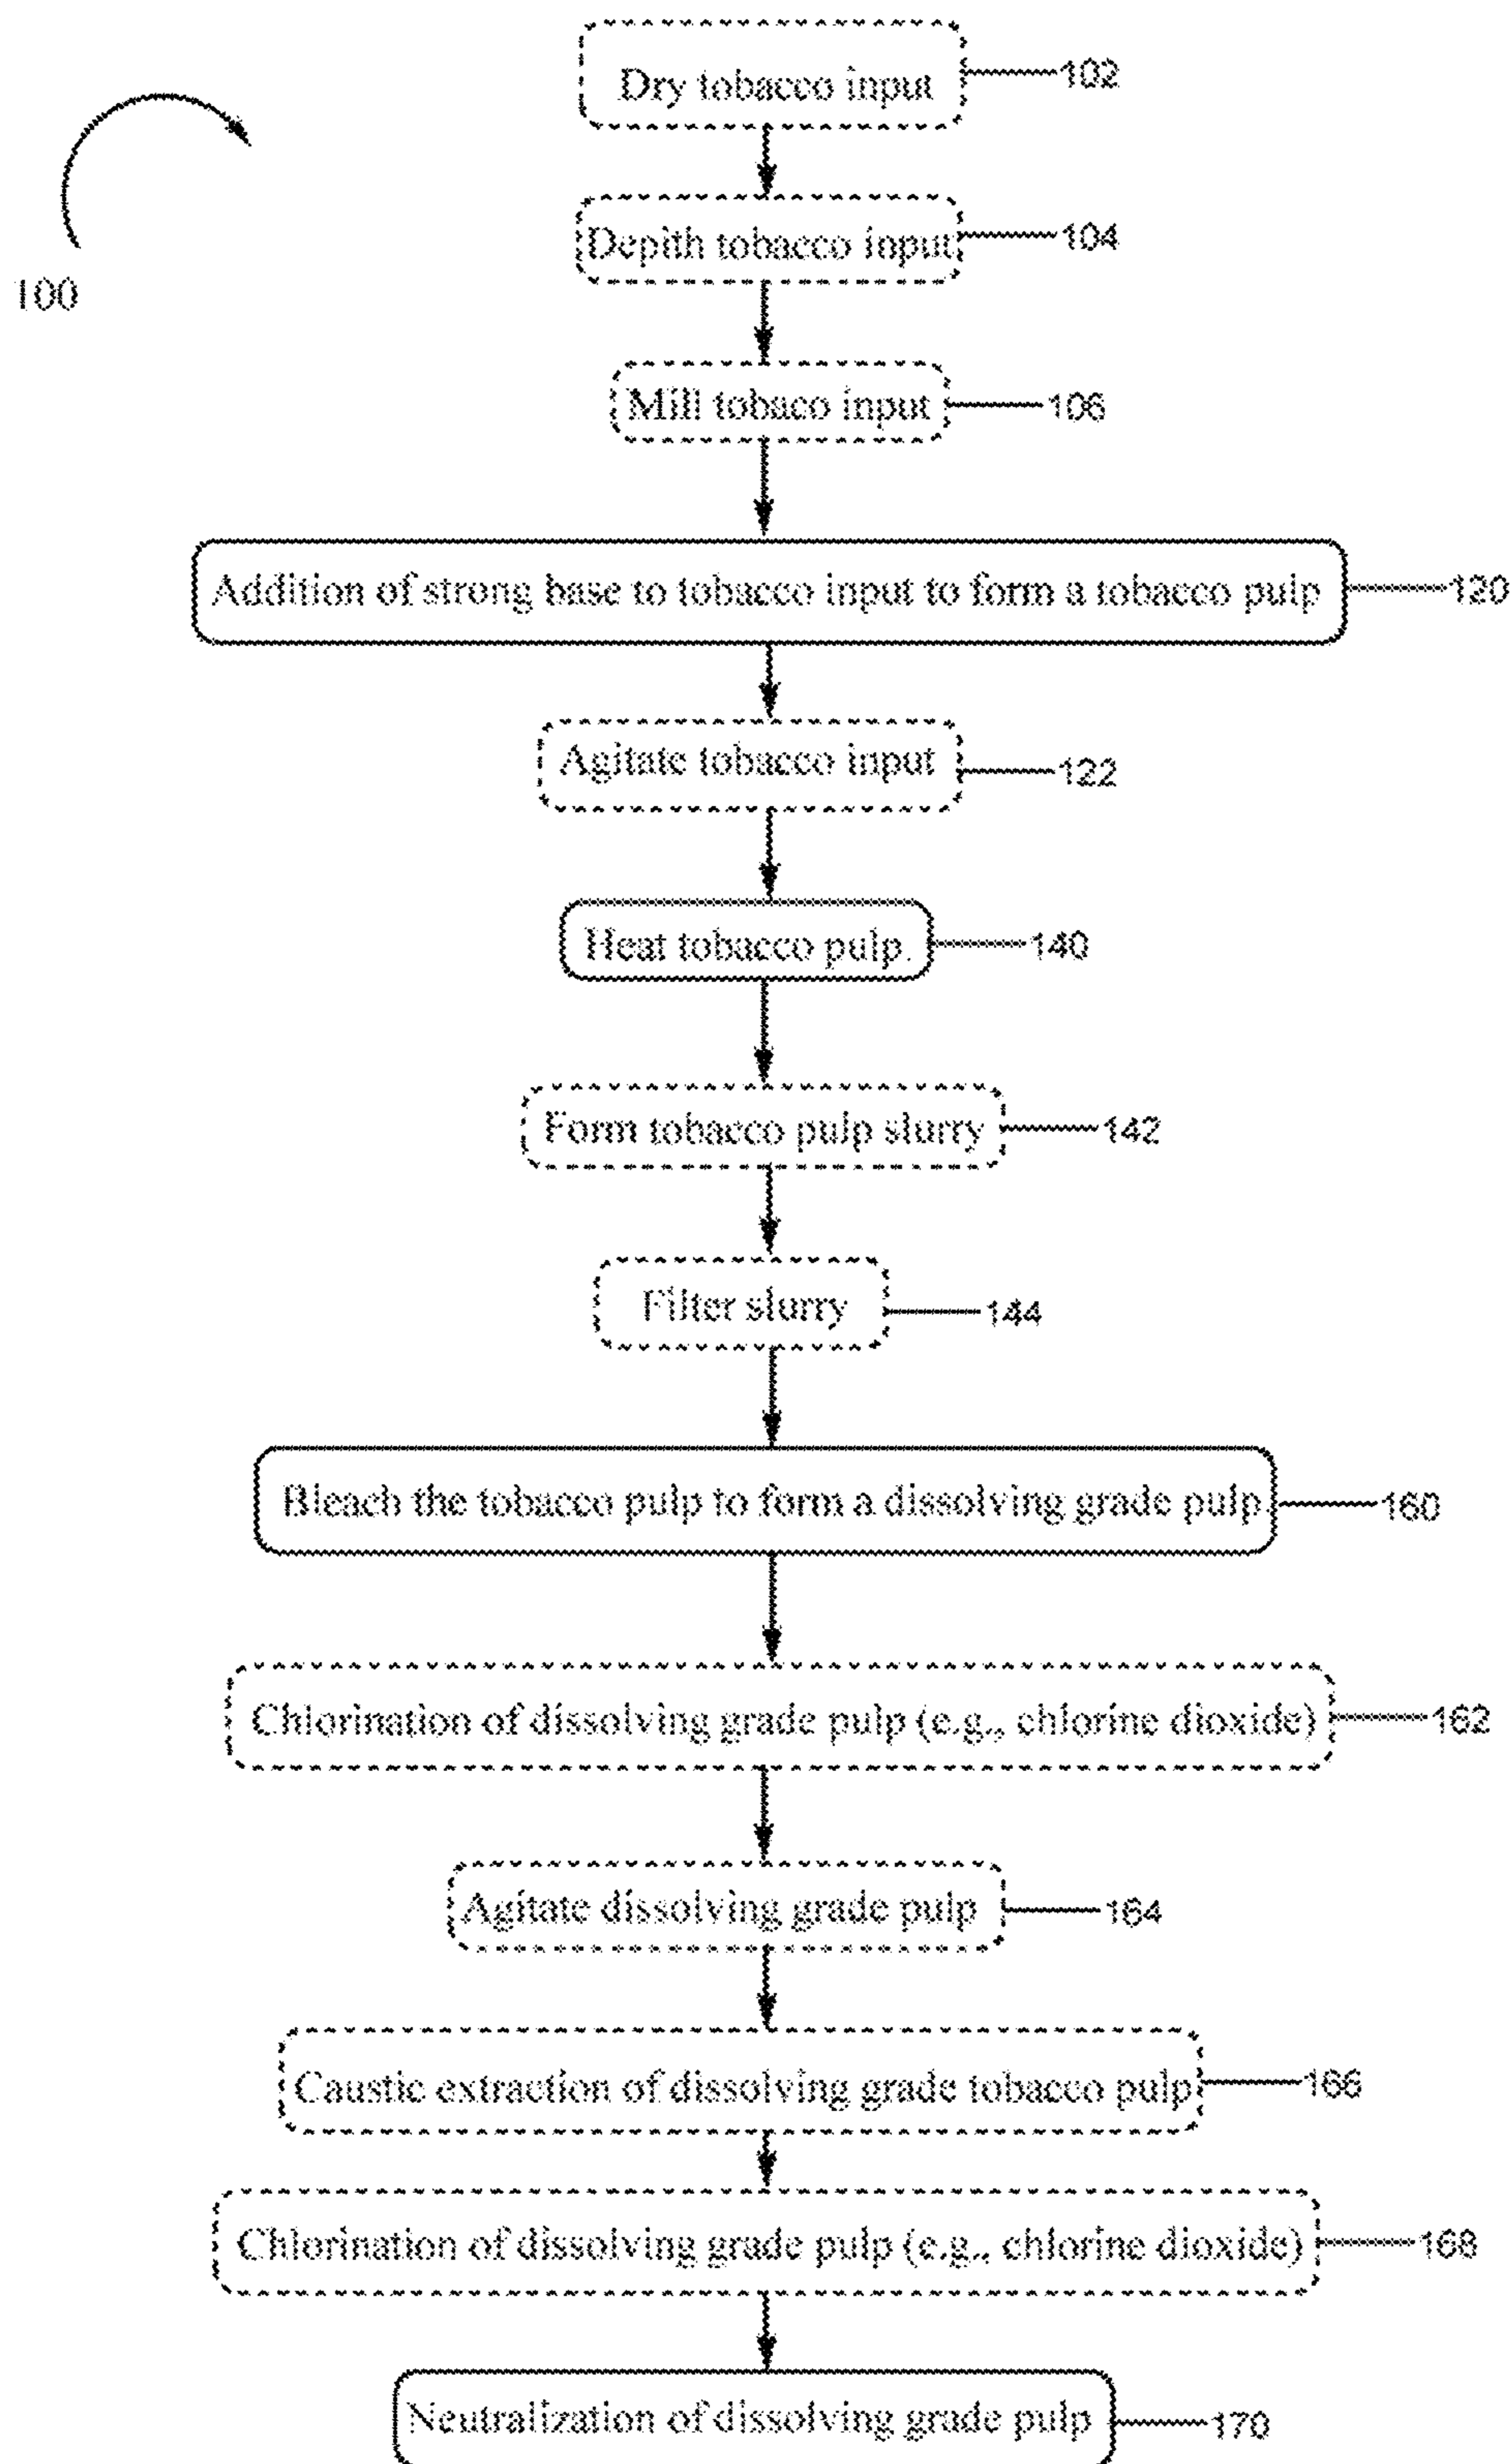 Dry tobacco input
102
100
Depith tobacco input
104
Mill tobaco input
106
Addition of strong base to tobacco input to form a tobacco pulp
120
Agitate tobacco input
122
Heat tobacco pulp.
140
Form tobacco pulp slurry
142
Filter slurry
144
Bleach the tobacco pulp to form a dissolving grade pulp.
160
Chlorination of dissolving grade pulp (e.g., chlorine dioxide)
162
Agitate dissolving grade pulp
164
Caustic extraction of dissolving grade tobacco pulp
166
Chlorination of dissolving grade pulp (e.g., chlorine dioxide)
168
Neutralization of dissolving grade pulp
170